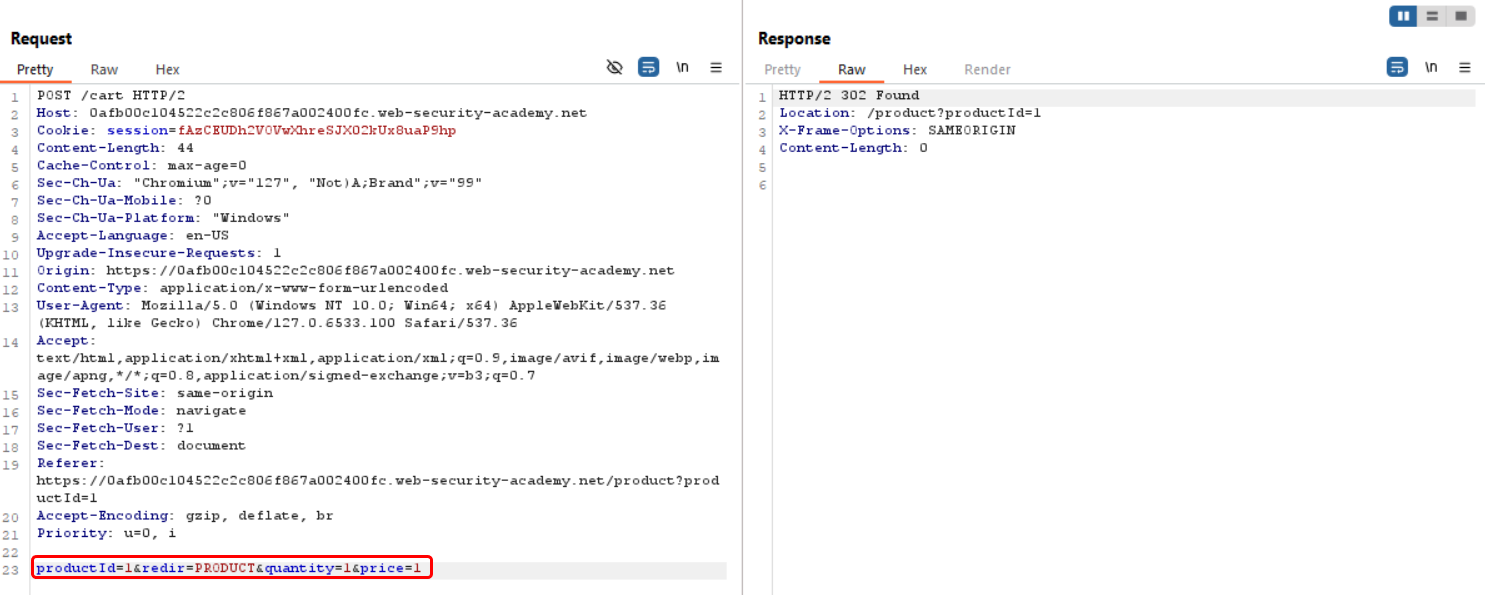 Request
Pretty Raw Hex \n
1 POST /cart HTTP/2
2 Host: 0afb00c104522c2c806f867a002400fc.web-security-academy.net
3 Cookie: session=fAzCEUDh2V0VwXhreSJX02kUx8uaP9hp
4 Content-Length: 44
5 Cache-Control: max-age=0
6 Sec-Ch-Ua: "Chromium";v="127", "Not)A;Brand";v="99"
7 Sec-Ch-Ua-Mobile: ?0
8 Sec-Ch-Ua-Platform: "Windows"
9 Accept-Language: en-US
10 Upgrade-Insecure-Requests: 1
11 Origin: https://0afb00c104522c2c806f867a002400fc.web-security-academy.net
12 Content-Type: application/x-www-form-urlencoded
13 User-Agent: Mozilla/5.0 (Windows NT 10.0; Win64; x64) AppleWebKit/537.36
(KHTML, like Gecko) Chrome/127.0.6533.100 Safari/537.36
14 Accept:
text/html,application/xhtml+xml,application/xml;q=0.9,image/avif,image/webp,im
age/apng,*/*;q=0.8,application/signed-exchange;v=b3;q=0.7
15 Sec-Fetch-Site: same-origin
16 Sec-Fetch-Mode: navigate
17 Sec-Fetch-User: ?1
18 Sec-Fetch-Dest: document
19 Referer:
https://0afb00c104522c2c806f867a002400fc.web-security-academy.net/product?prod
uctId=1
20 Accept-Encoding: gzip, deflate, br
21 Priority: u=0, i
22
23 productId=1&redir=PRODUCT&quantity=1&price=1
Response
Pretty Raw Hex Render \n
1 HTTP/2 302 Found
2 Location: /product?productId=1
3 X-Frame-Options: SAMEORIGIN
4 Content-Length: 0
5
6